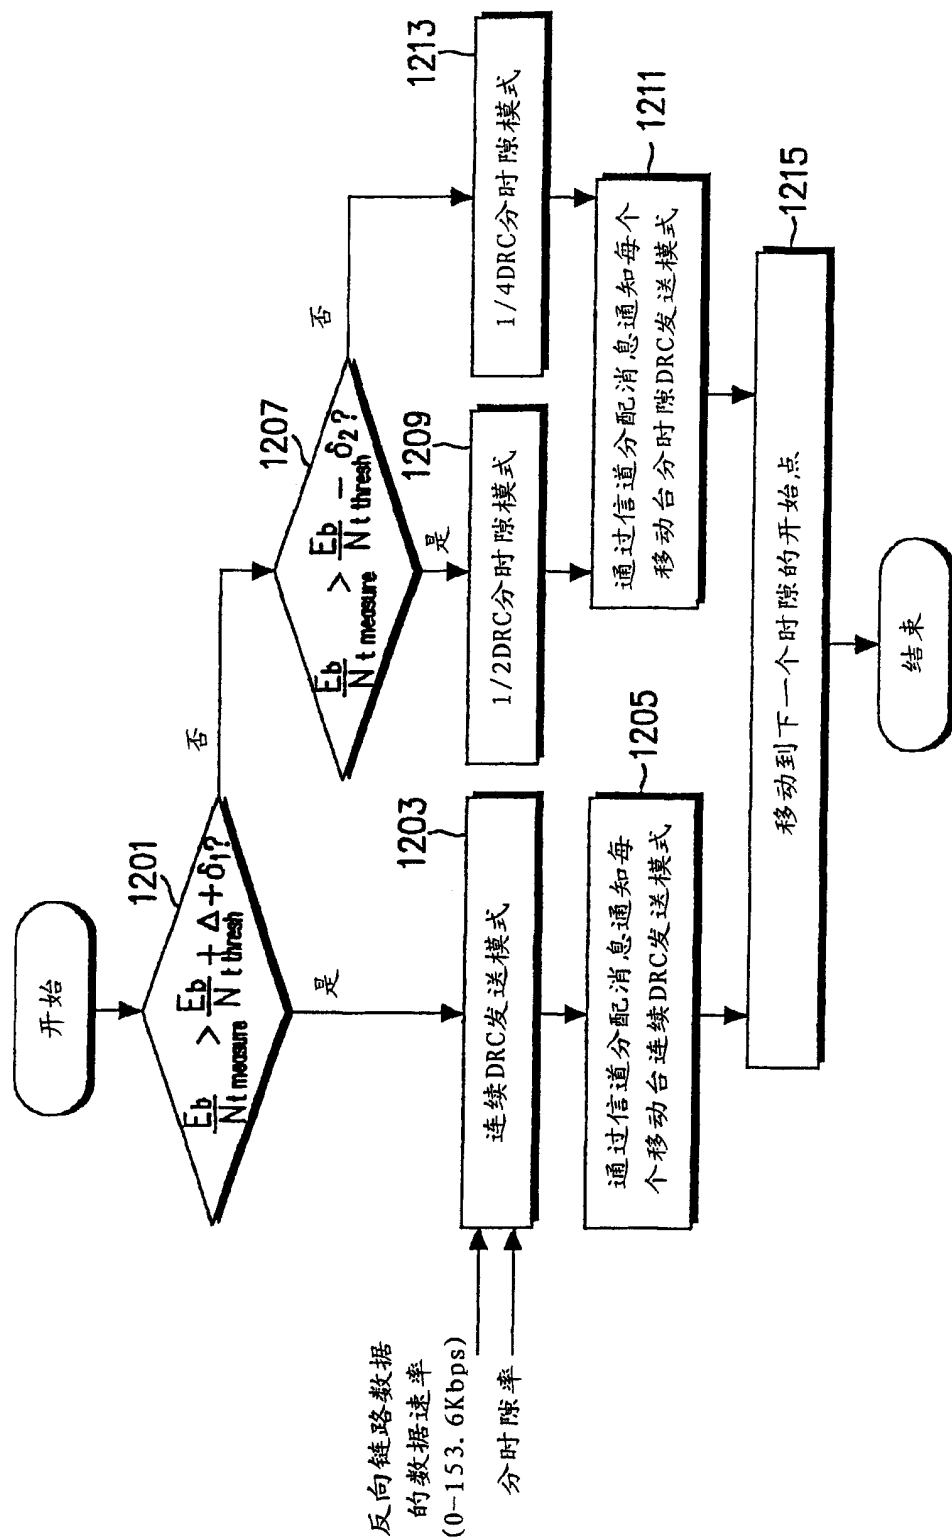 开始
1201
Eb/Nt measure > Eb/Nt thresh + Δ + δ1?
否
是
1207
Eb/Nt measure > Eb/Nt thresh − δ2?
否
是
反向链路数据
的数据速率
(0-153.6Kbps)
分时隙率
1203
连续DRC发送模式
1209
1/2DRC分时隙模式
1213
1/4DRC分时隙模式
1205
通过信道分配消息通知每
个移动台连续DRC发送模式
1211
通过信道分配消息通知每个
移动台分时隙DRC发送模式
1215
移动到下一个时隙的开始点
结束